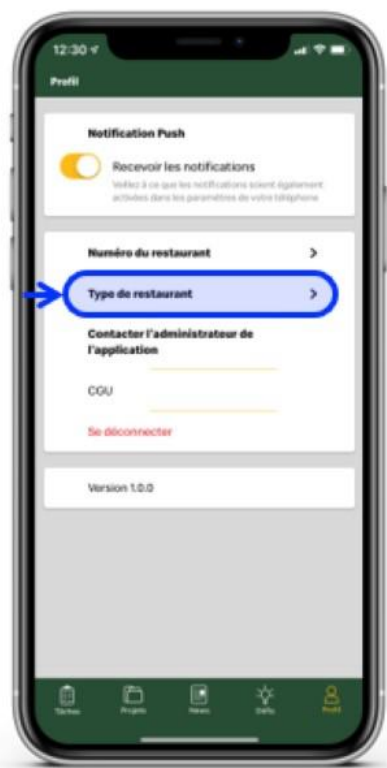 12:30
Profil
Notification Push
Recevoir les notifications
Veillez à ce que les notifications soient également
activées dans les paramètres de votre téléphone
Numéro du restaurant
Type de restaurant
Contacter l'administrateur de
l'application
CGU
Se déconnecter
Version 1.0.0
Tâches Projets News Défis Profil